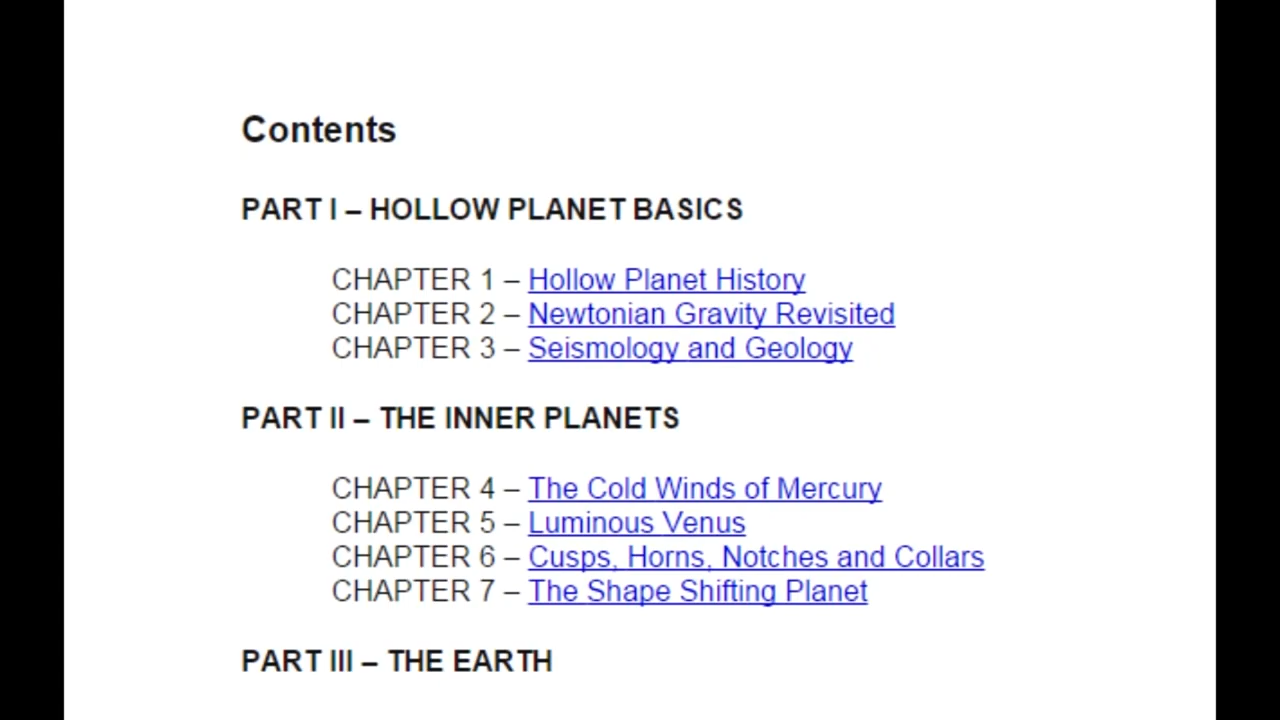 Contents
PART I – HOLLOW PLANET BASICS
CHAPTER 1 – Hollow Planet History
CHAPTER 2 – Newtonian Gravity Revisited
CHAPTER 3 – Seismology and Geology
PART II – THE INNER PLANETS
CHAPTER 4 – The Cold Winds of Mercury
CHAPTER 5 – Luminous Venus
CHAPTER 6 – Cusps, Horns, Notches and Collars
CHAPTER 7 – The Shape Shifting Planet
PART III – THE EARTH